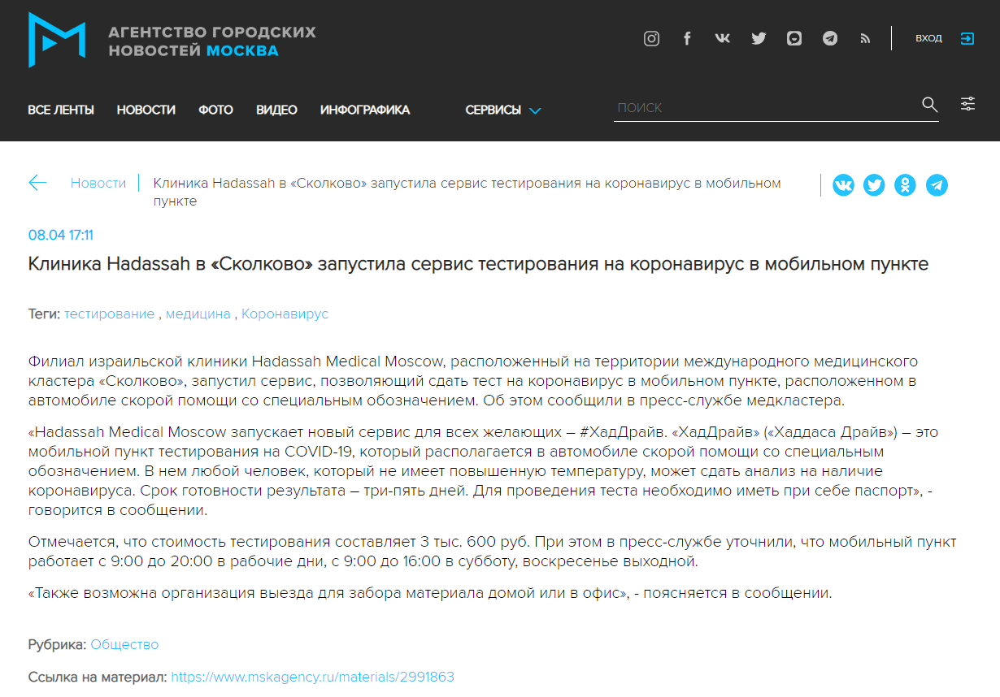 АГЕНТСТВО ГОРОДСКИХ
НОВОСТЕЙ МОСКВА
ВХОД
ВСЕ ЛЕНТЫ НОВОСТИ ФОТО ВИДЕО ИНФОГРАФИКА СЕРВИСЫ ПОИСК
Новости Клиника Hadassah в «Сколково» запустила сервис тестирования на коронавирус в мобильном
пункте
08.04 17:11
Клиника Hadassah в «Сколково» запустила сервис тестирования на коронавирус в мобильном пункте
Теги: тестирование , медицина , Коронавирус
Филиал израильской клиники Hadassah Medical Moscow, расположенный на территории международного медицинского
кластера «Сколково», запустил сервис, позволяющий сдать тест на коронавирус в мобильном пункте, расположенном в
автомобиле скорой помощи со специальным обозначением. Об этом сообщили в пресс-службе медкластера.
«Hadassah Medical Moscow запускает новый сервис для всех желающих – #ХадДрайв. «ХадДрайв» («Хаддаса Драйв») – это
мобильной пункт тестирования на COVID-19, который располагается в автомобиле скорой помощи со специальным
обозначением. В нем любой человек, который не имеет повышенную температуру, может сдать анализ на наличие
коронавируса. Срок готовности результата – три-пять дней. Для проведения теста необходимо иметь при себе паспорт», -
говорится в сообщении.
Отмечается, что стоимость тестирования составляет 3 тыс. 600 руб. При этом в пресс-службе уточнили, что мобильный пункт
работает с 9:00 до 20:00 в рабочие дни, с 9:00 до 16:00 в субботу, воскресенье выходной.
«Также возможна организация выезда для забора материала домой или в офис», - поясняется в сообщении.
Рубрика: Общество
Ссылка на материал: https://www.mskagency.ru/materials/2991863